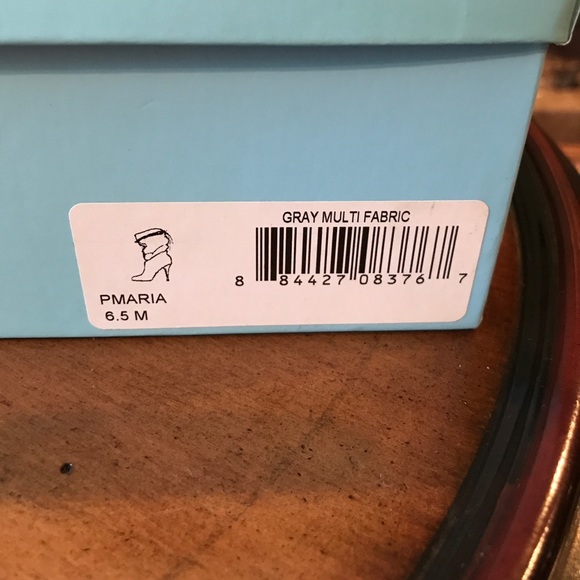 GRAY MULTI FABRIC
8 84427 08376 7
PMARIA
6.5 M